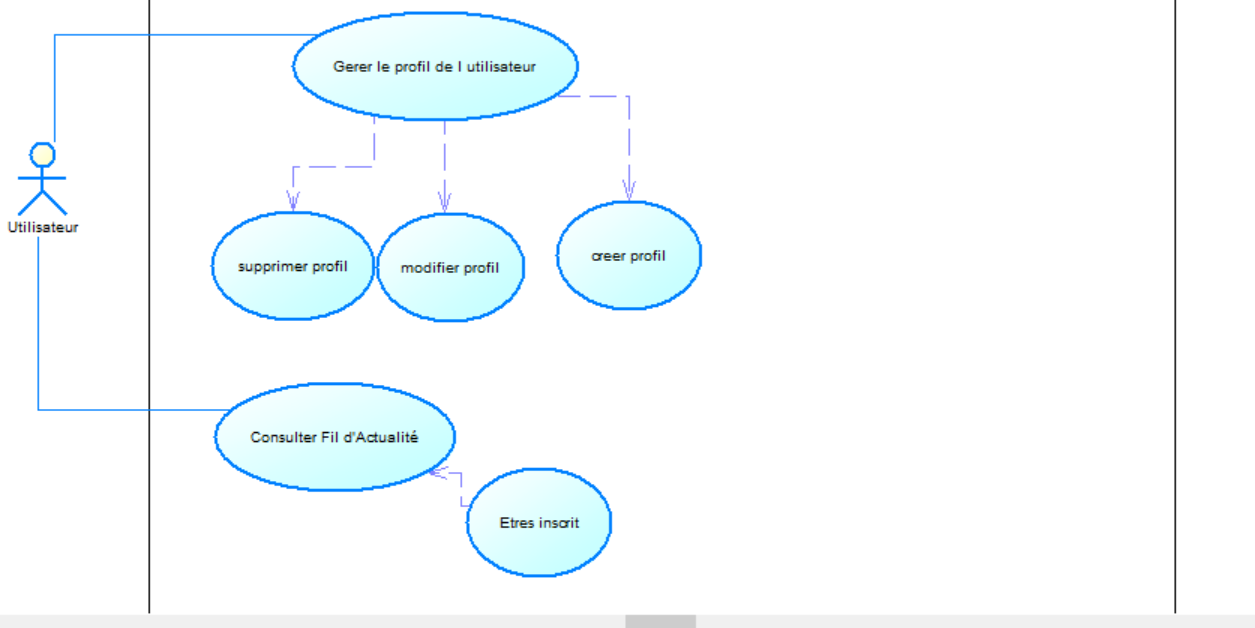 Gerer le profil de l utilisateur
Utilisateur
supprimer profil
modifier profil
creer profil
Consulter Fil d'Actualité
Etres inscrit